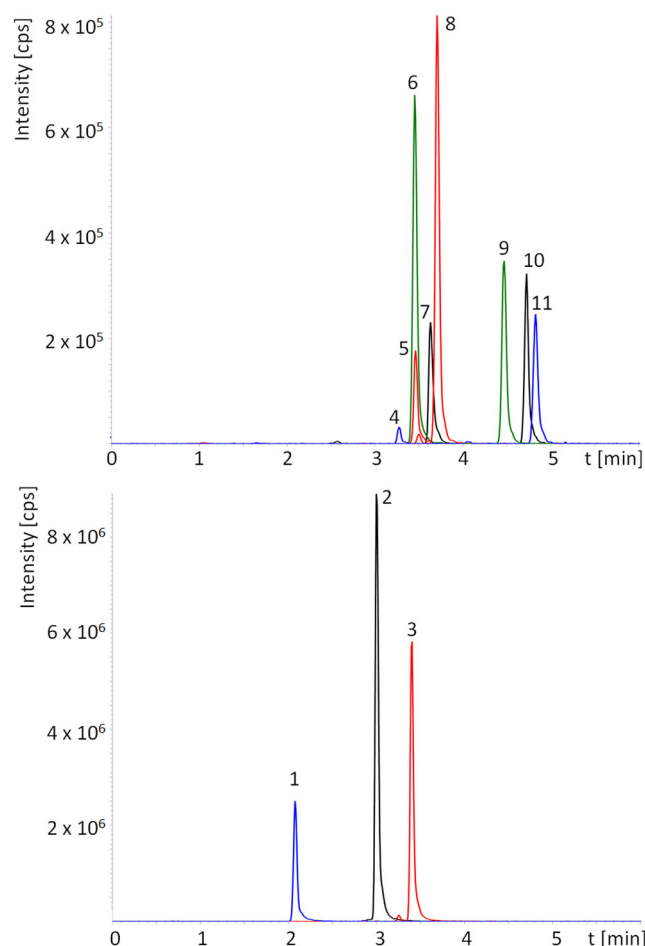 Intensity [cps]
8 x 10⁵
6 x 10⁵
4 x 10⁵
2 x 10⁵
4
5
6
7
8
9
10
11
0 1 2 3 4 5 t [min]
Intensity [cps]
8 x 10⁶
6 x 10⁶
4 x 10⁶
2 x 10⁶
1
2
3
0 1 2 3 4 5 t [min]